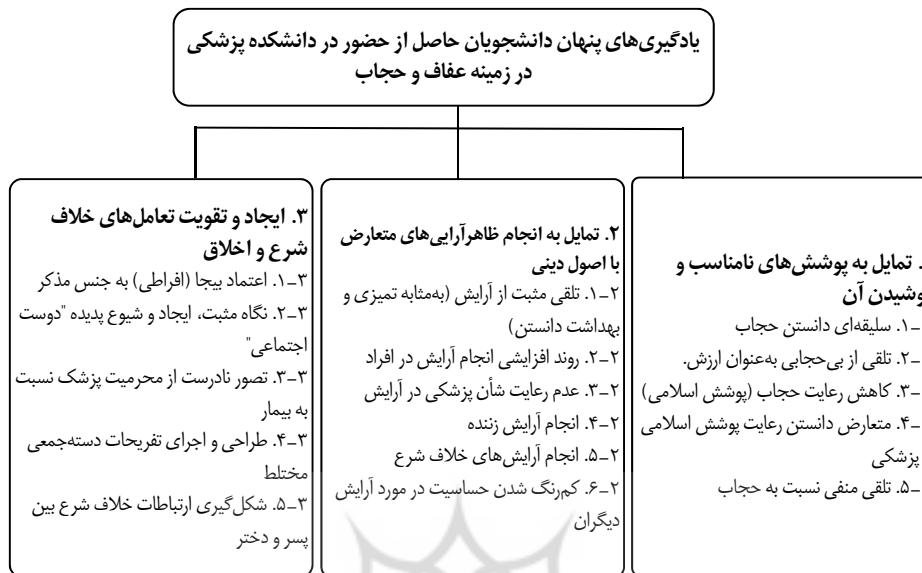 یادگیری‌های پنهان دانشجویان حاصل از حضور در دانشکده پزشکی
در زمینه عفاف و حجاب
. تمایل به پوشش‌های نامناسب و
وشیدن آن
-۱. سلیقه‌ای دانستن حجاب
-۲. تلقی از بی‌حجابی به‌عنوان ارزش.
-۳. کاهش رعایت حجاب (پوشش اسلامی)
-۴. متعارض دانستن رعایت پوشش اسلامی
پزشکی
-۵. تلقی منفی نسبت به حجاب
۲. تمایل به انجام ظاهرآرایی‌های متعارض
با اصول دینی
۲-۱. تلقی مثبت از آرایش (به‌مثابه تمیزی و
بهداشت دانستن)
۲-۲. روند افزایشی انجام آرایش در افراد
۲-۳. عدم رعایت شأن پزشکی در آرایش
۲-۴. انجام آرایش زننده
۲-۵. انجام آرایش‌های خلاف شرع
۲-۶. کم‌رنگ شدن حساسیت در مورد آرایش
دیگران
۳. ایجاد و تقویت تعامل‌های خلاف
شرع و اخلاق
۳-۱. اعتماد بیجا (افراطی) به جنس مذکر
۳-۲. نگاه مثبت، ایجاد و شیوع پدیده "دوست
اجتماعی"
۳-۳. تصور نادرست از محرمیت پزشک نسبت
به بیمار
۳-۴. طراحی و اجرای تفریحات دسته‌جمعی
مختلط
۳-۵. شکل‌گیری ارتباطات خلاف شرع بین
پسر و دختر